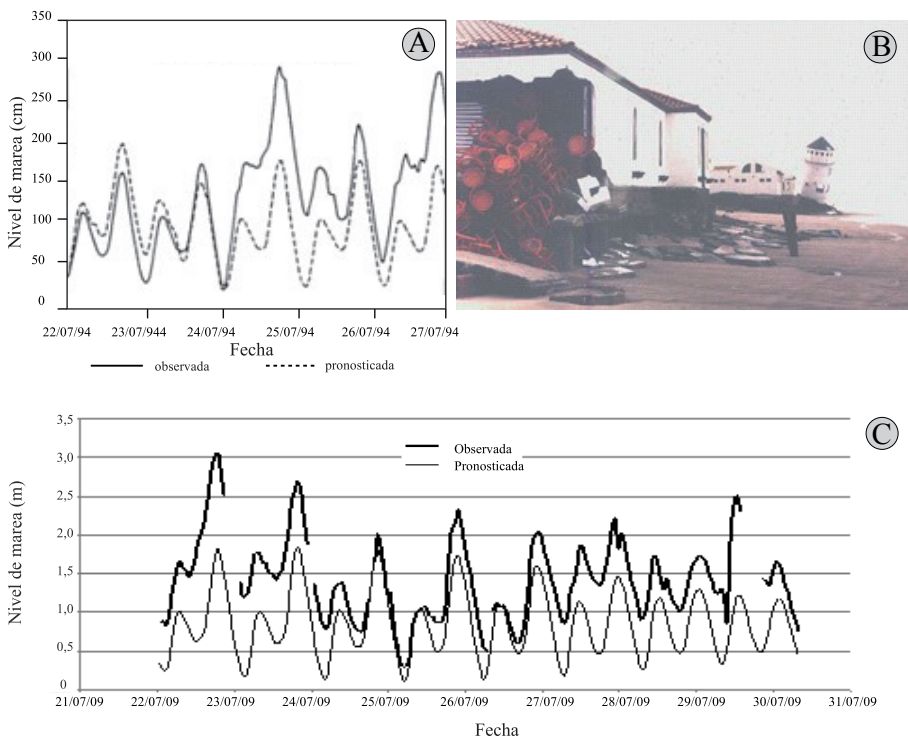 A
Nivel de marea (cm)
350
300
250
200
150
100
50
0
22/07/94 23/07/944 24/07/94 25/07/94 26/07/94 27/07/94
Fecha
observada pronosticada
B
C
Nivel de marea (m)
3,5
3,0
2,5
2,0
1,5
1,0
0,5
0
Observada
Pronosticada
21/07/09 22/07/09 23/07/09 24/07/09 25/07/09 26/07/09 27/07/09 28/07/09 29/07/09 30/07/09 31/07/09
Fecha